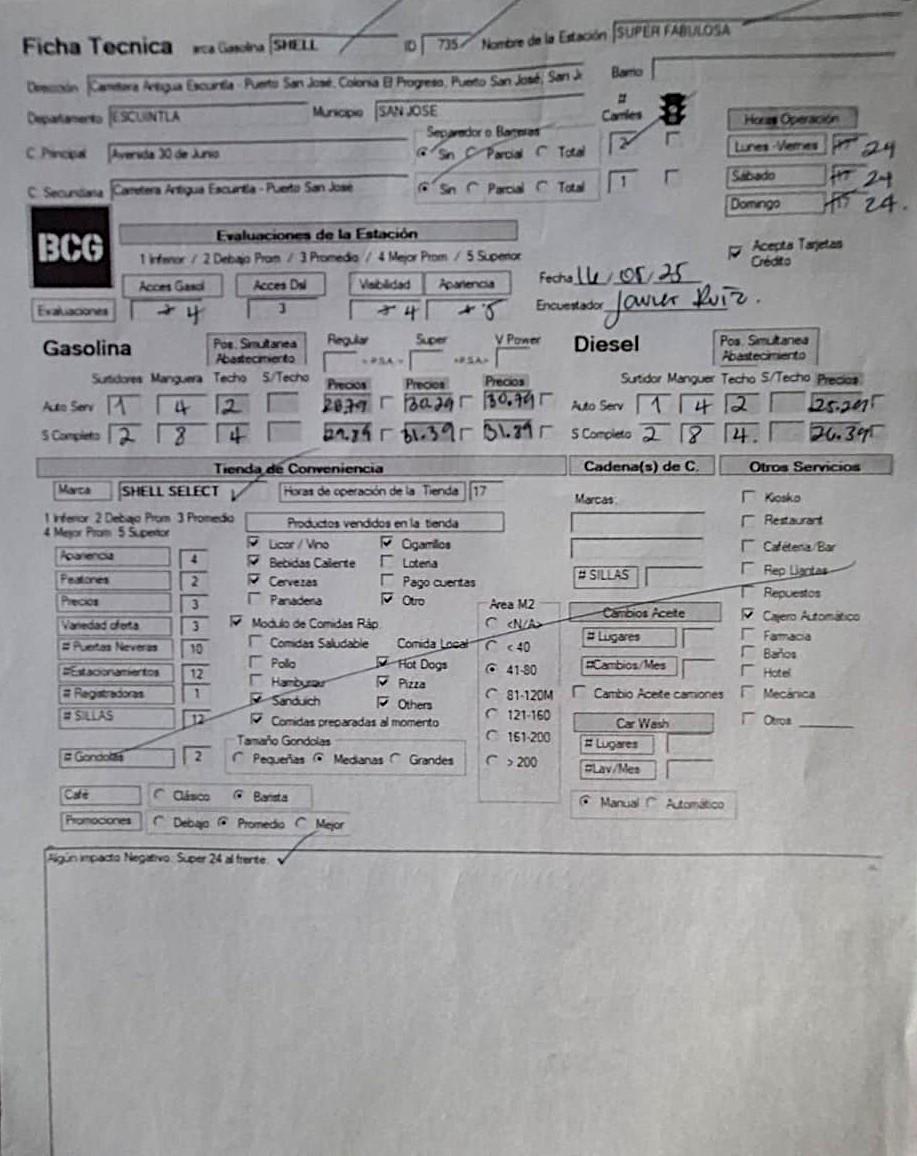 Ficha Tecnica arca Gasolina SHELL ID 735 Nombre de la Estación SUPER FABULOSA
Dirección Carretera Antigua Escuintla - Puerto San José, Colonia El Progreso, Puerto San José, San J Barrio
Departamento ESCUINTLA Municipio SAN JOSE # Carriles
Separador o Barreras
C. Principal Avenida 30 de Junio Sin Parcial Total 2
C. Secundaria Carretera Antigua Escuintla - Puerto San José Sin Parcial Total 1
Horas Operación
Lunes -Viernes 24
Sábado 24
Domingo 24.
BCG
Evaluaciones de la Estación
1 Inferior / 2 Debajo Prom / 3 Promedio / 4 Mejor Prom / 5 Superior
Acepta Tarjetas Crédito
Acces Gasol Acces Dsl Visibilidad Apariencia
Evaluaciones 4 3 4 5
Fecha 16/05/25
Encuestador Javier Ruiz.
Gasolina Pos. Simultanea Abastecimiento Regular Super V Power
Surtidores Manguera Techo S/Techo Precios Precios Precios
Auto Serv 1 4 2 30.29 30.79
S Completo 2 8 4 31.39 31.89
Diesel Pos. Simultanea Abastecimiento
Surtidor Manguer Techo S/Techo Precios
Auto Serv 1 4 2
S Completo 2 8 4. 26.39
Tienda de Conveniencia
Marca SHELL SELECT Horas de operación de la Tienda 17
1 Inferior 2 Debajo Prom 3 Promedio
4 Mejor Prom 5 Superior
Apariencia 4
Peatones 2
Precios 3
Variedad oferta 3
# Puertas Neveras 10
#Estacionamientos 12
# Registradoras 1
# SILLAS 12
# Gondolas 2
Productos vendidos en la tienda
Licor / Vino Cigarrillos
Bebidas Caliente Loteria
Cervezas Pago cuentas
Panaderia Otro
Modulo de Comidas Ráp.
Comidas Saludable Comida Local
Pollo Hot Dogs
Hamburgu Pizza
Sanduich Others
Comidas preparadas al momento
Tamaño Gondolas
Pequeñas Medianas Grandes
Area M2
<N/A>
< 40
41-80
81-120M
121-160
161-200
> 200
Café Clásico Barista
Promociones Debajo Promedio Mejor
Cadena(s) de C.
Marcas:
# SILLAS
Cambios Aceite
# Lugares
#Cambios/Mes
Cambio Aceite camiones
Car Wash
# Lugares
#Lav/Mes
Manual Automático
Otros Servicios
Kiosko
Restaurant
Caféteria/Bar
Rep Llantas
Repuestos
Cajero Automático
Farmacia
Baños
Hotel
Mecánica
Otros
Algún impacto Negativo. Super 24 al frente.